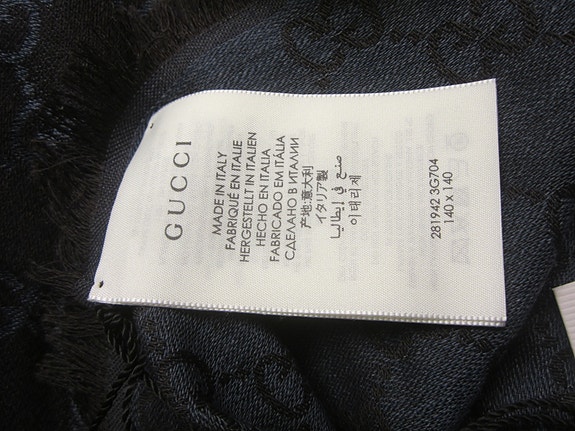 GUCCI
MADE IN ITALY
FABRIQUÉ EN ITALIE
HERGESTELLT IN ITALIEN
HECHO EN ITALIA
FABRICADO EM ITÁLIA
СДЕЛАНО В ИТАЛИИ
产地:意大利
イタリア製
صنع في إيطاليا
이태리제
281942 3G704
140 x 140